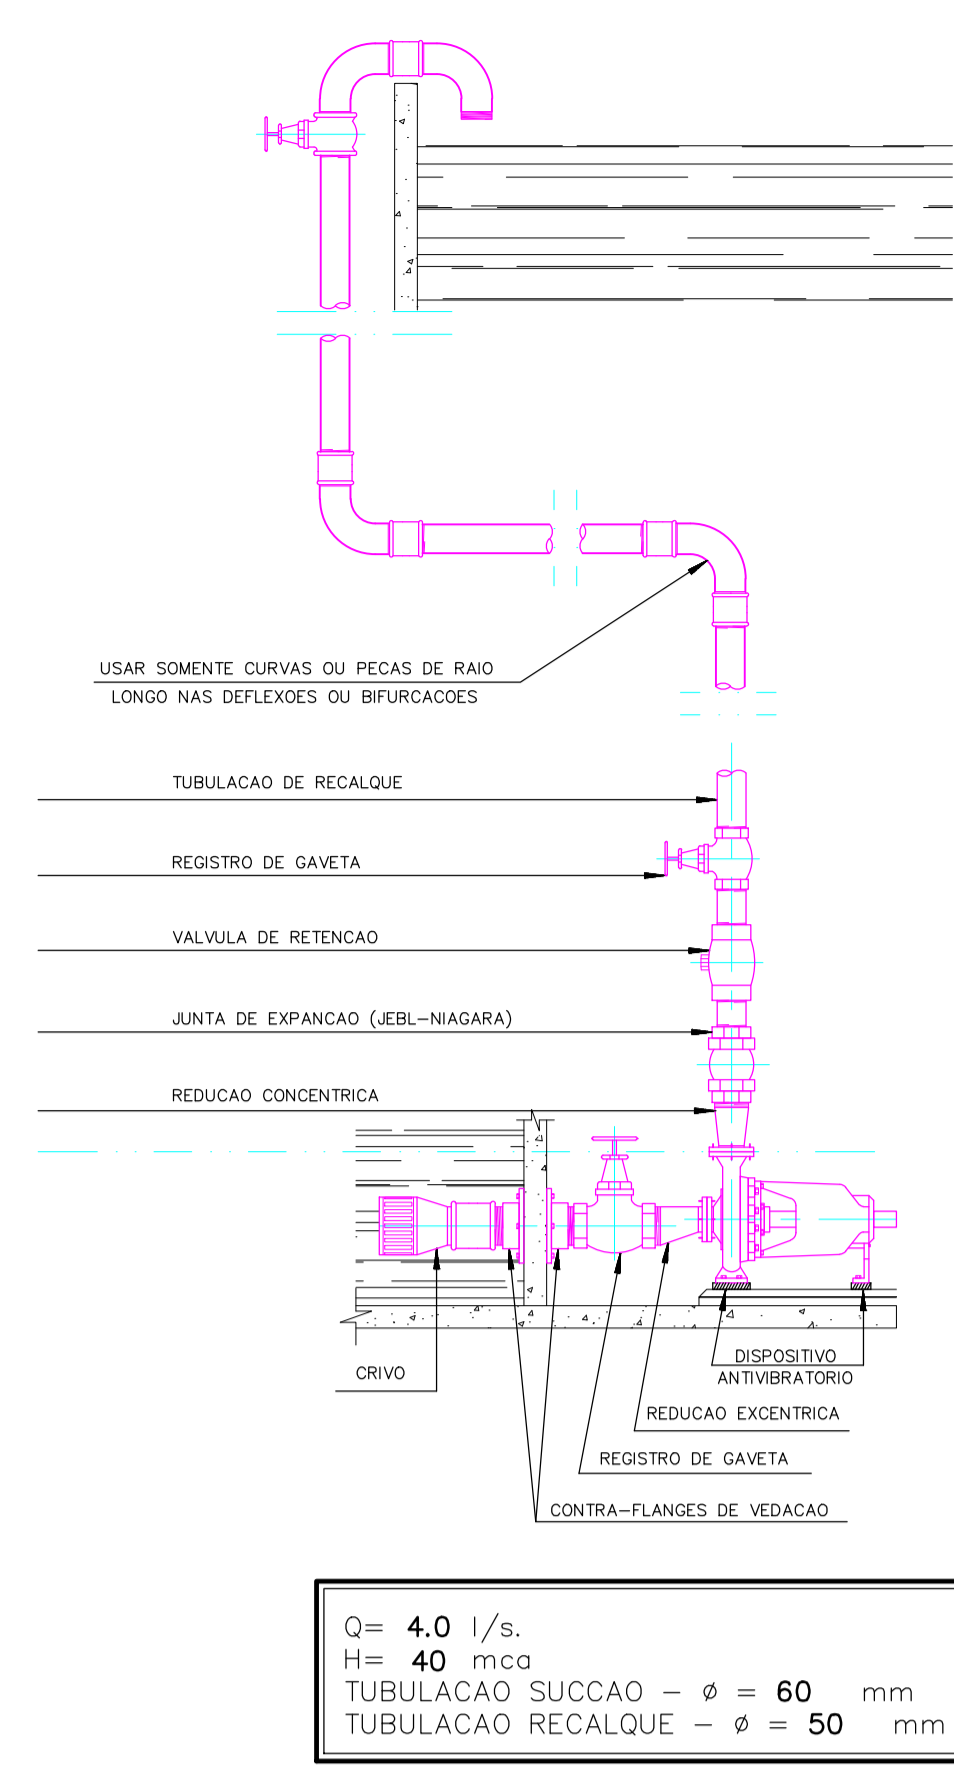 USAR SOMENTE CURVAS OU PECAS DE RAIO
LONGO NAS DEFLEXOES OU BIFURCACOES
TUBULACAO DE RECALQUE
REGISTRO DE GAVETA
VALVULA DE RETENCAO
JUNTA DE EXPANCAO (JEBL-NIAGARA)
REDUCAO CONCENTRICA
CRIVO
DISPOSITIVO
ANTIVIBRATORIO
REDUCAO EXCENTRICA
REGISTRO DE GAVETA
CONTRA-FLANGES DE VEDACAO
Q= 4.0 l/s.
H= 40 mca
TUBULACAO SUCCAO - ø = 60 mm
TUBULACAO RECALQUE - ø = 50 mm